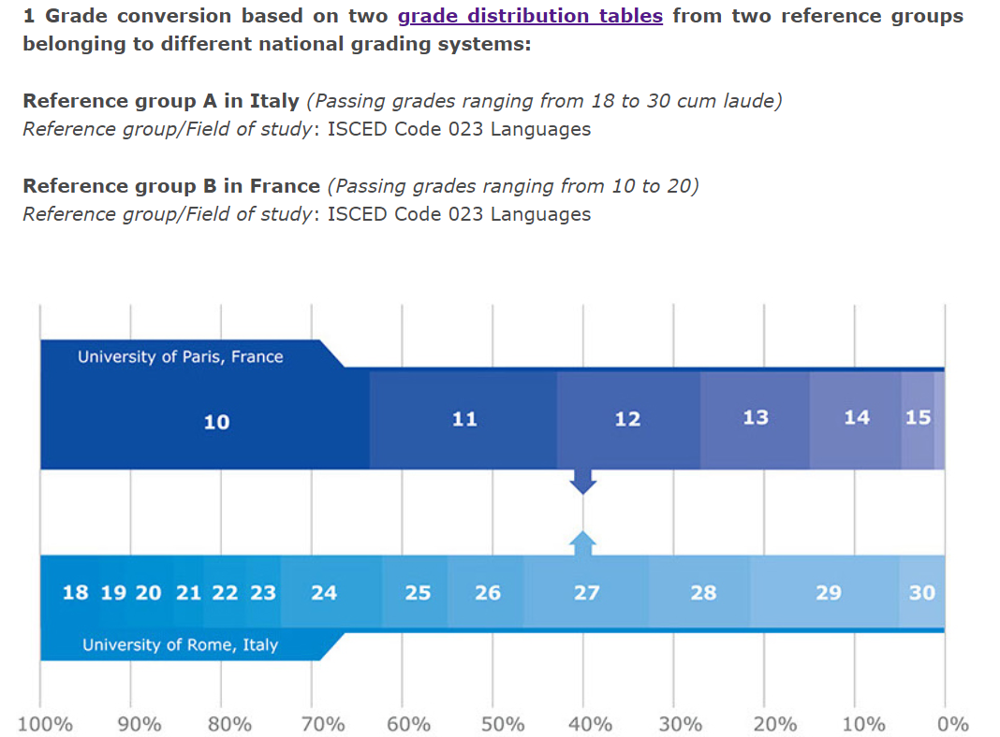 1 Grade conversion based on two grade distribution tables from two reference groups
belonging to different national grading systems:
Reference group A in Italy (Passing grades ranging from 18 to 30 cum laude)
Reference group/Field of study: ISCED Code 023 Languages
Reference group B in France (Passing grades ranging from 10 to 20)
Reference group/Field of study: ISCED Code 023 Languages
University of Paris, France
10 11 12 13 14 15
18 19 20 21 22 23 24 25 26 27 28 29 30
University of Rome, Italy
100% 90% 80% 70% 60% 50% 40% 30% 20% 10% 0%